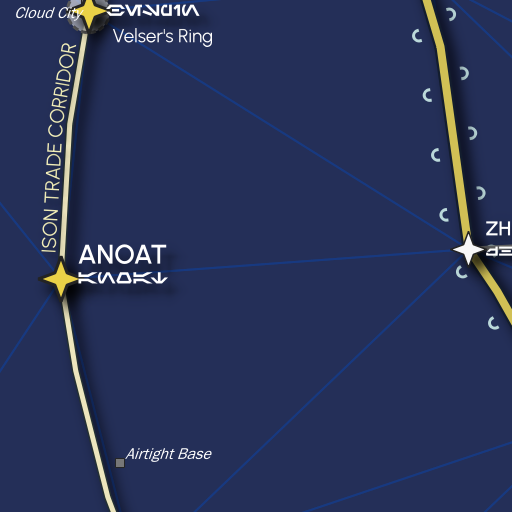 Cloud City
Velser's Ring
ISON TRADE CORRIDOR
ZH
ANOAT
Airtight Base